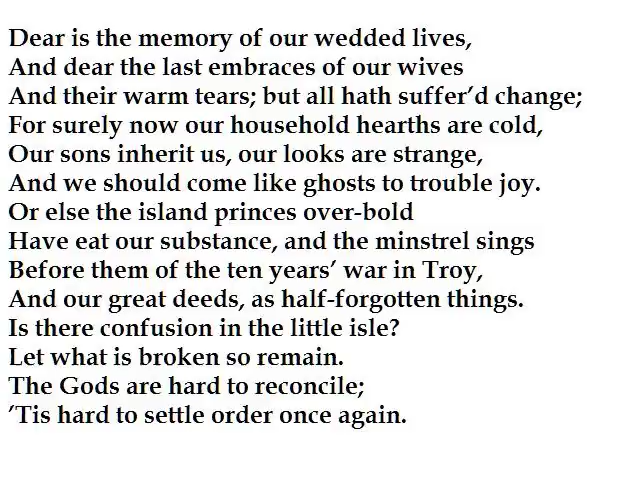 Dear is the memory of our wedded lives,
And dear the last embraces of our wives
And their warm tears; but all hath suffer’d change;
For surely now our household hearths are cold,
Our sons inherit us, our looks are strange,
And we should come like ghosts to trouble joy.
Or else the island princes over-bold
Have eat our substance, and the minstrel sings
Before them of the ten years’ war in Troy,
And our great deeds, as half-forgotten things.
Is there confusion in the little isle?
Let what is broken so remain.
The Gods are hard to reconcile;
’Tis hard to settle order once again.